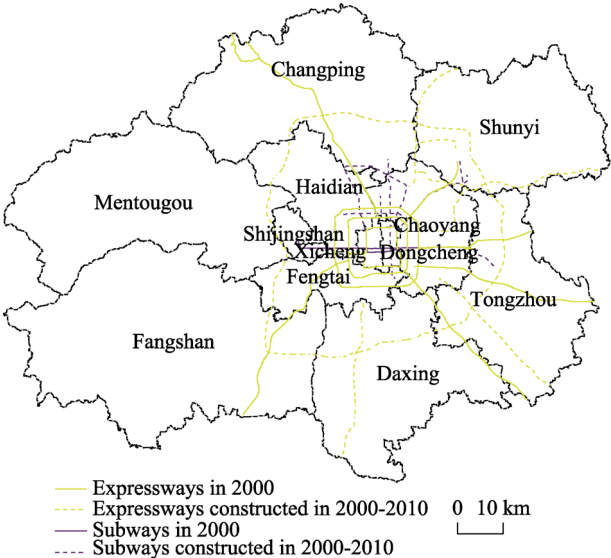 Changping
Shunyi
Haidian
Mentougou
Chaoyang
Shijingshan
Xicheng
Dongcheng
Fengtai
Tongzhou
Fangshan
Daxing
Expressways in 2000
Expressways constructed in 2000-2010
Subways in 2000
Subways constructed in 2000-2010
0 10 km